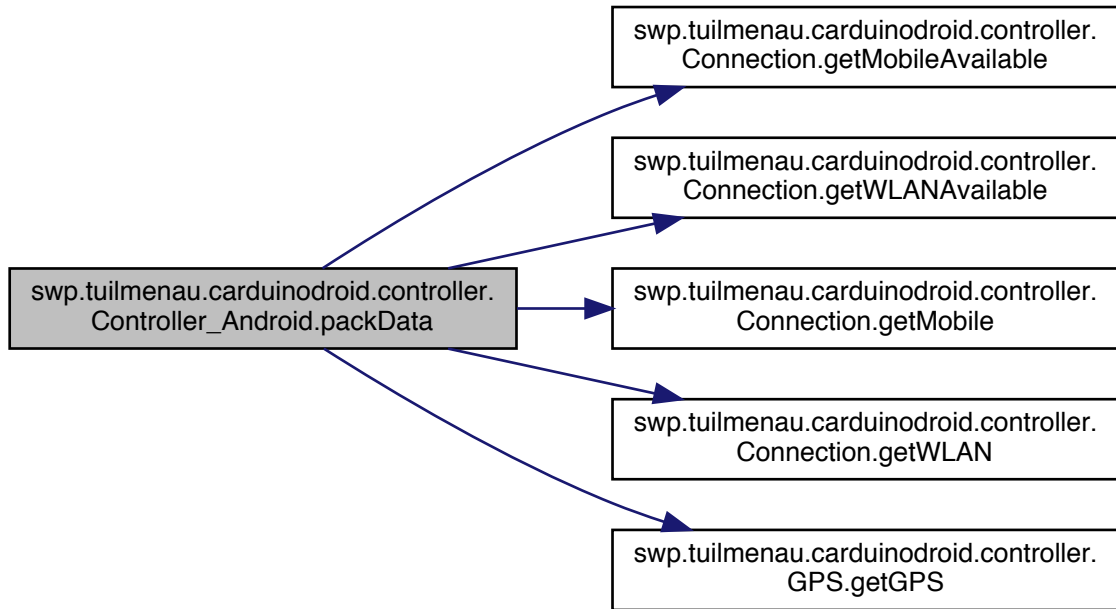 swp.tuilmenau.carduinodroid.controller.
Controller_Android.packData
swp.tuilmenau.carduinodroid.controller.
Connection.getMobileAvailable
swp.tuilmenau.carduinodroid.controller.
Connection.getWLANAvailable
swp.tuilmenau.carduinodroid.controller.
Connection.getMobile
swp.tuilmenau.carduinodroid.controller.
Connection.getWLAN
swp.tuilmenau.carduinodroid.controller.
GPS.getGPS